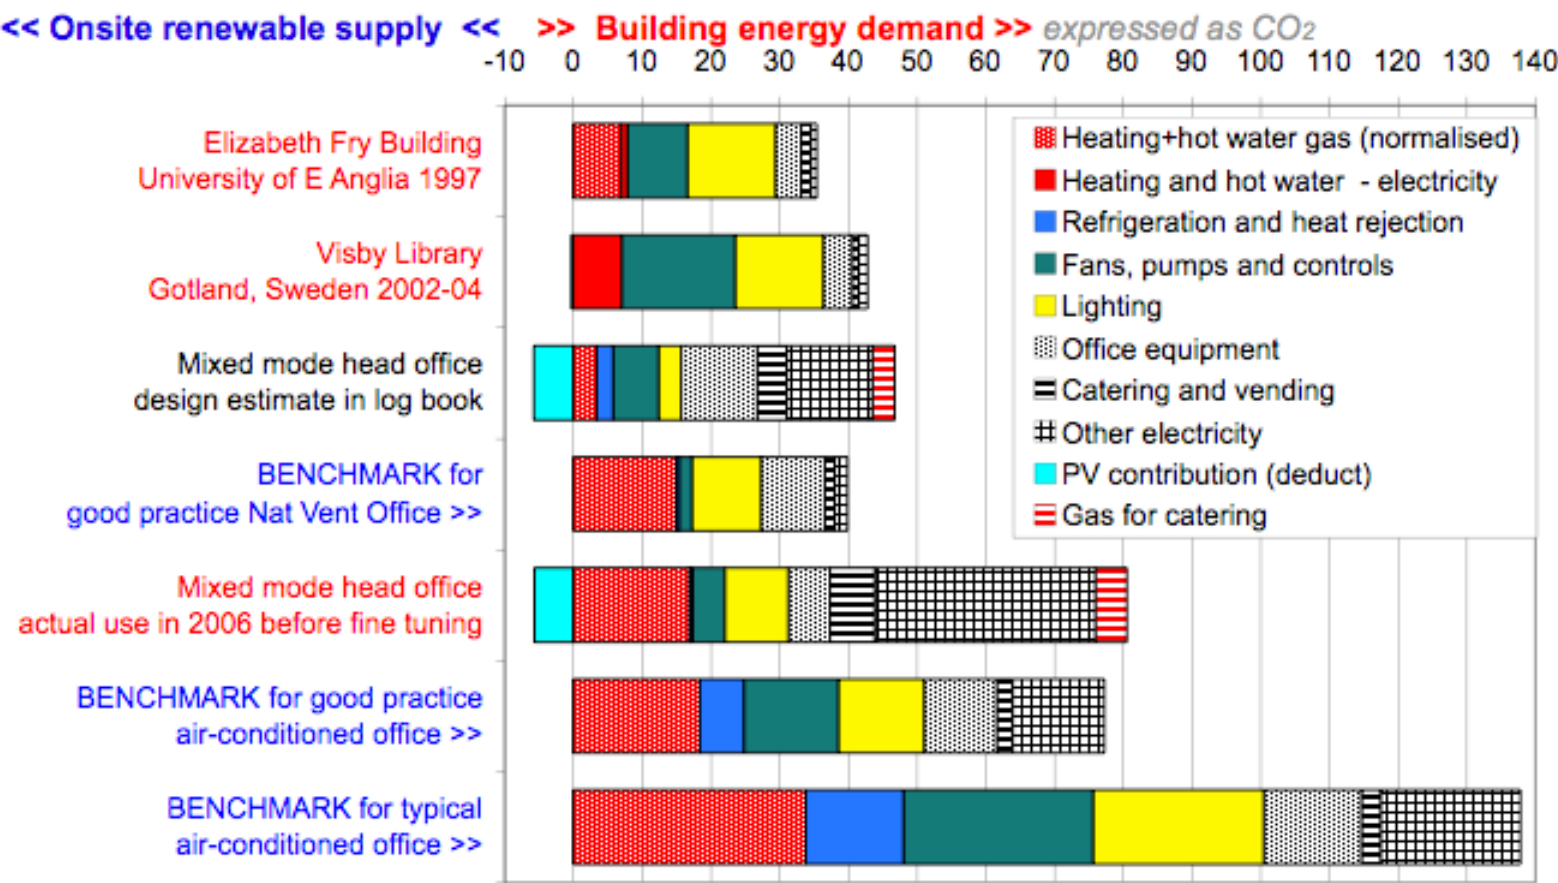 << Onsite renewable supply << >> Building energy demand >> expressed as CO2
-10 0 10 20 30 40 50 60 70 80 90 100 110 120 130 140
Elizabeth Fry Building
University of E Anglia 1997
Visby Library
Gotland, Sweden 2002-04
Mixed mode head office
design estimate in log book
BENCHMARK for
good practice Nat Vent Office >>
Mixed mode head office
actual use in 2006 before fine tuning
BENCHMARK for good practice
air-conditioned office >>
BENCHMARK for typical
air-conditioned office >>
Heating+hot water gas (normalised)
Heating and hot water - electricity
Refrigeration and heat rejection
Fans, pumps and controls
Lighting
Office equipment
Catering and vending
Other electricity
PV contribution (deduct)
Gas for catering